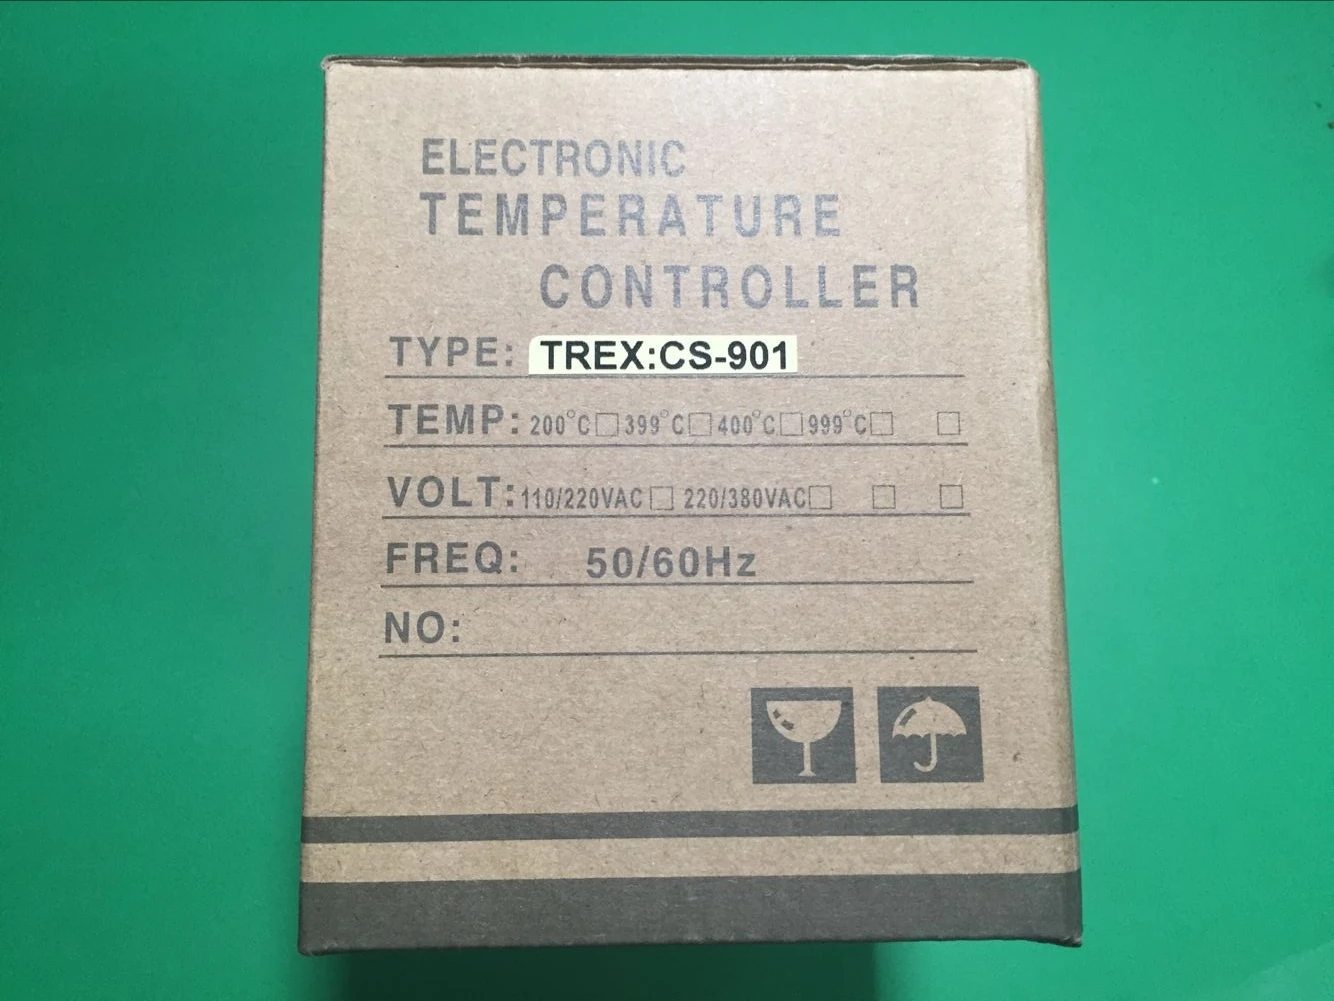 ELECTRONIC
TEMPERATURE
CONTROLLER
TYPE: TREX:CS-901
TEMP: 200°C□ 399°C□ 400°C□ 999°C□ □
VOLT: 110/220VAC□ 220/380VAC□ □ □
FREQ: 50/60Hz
NO: